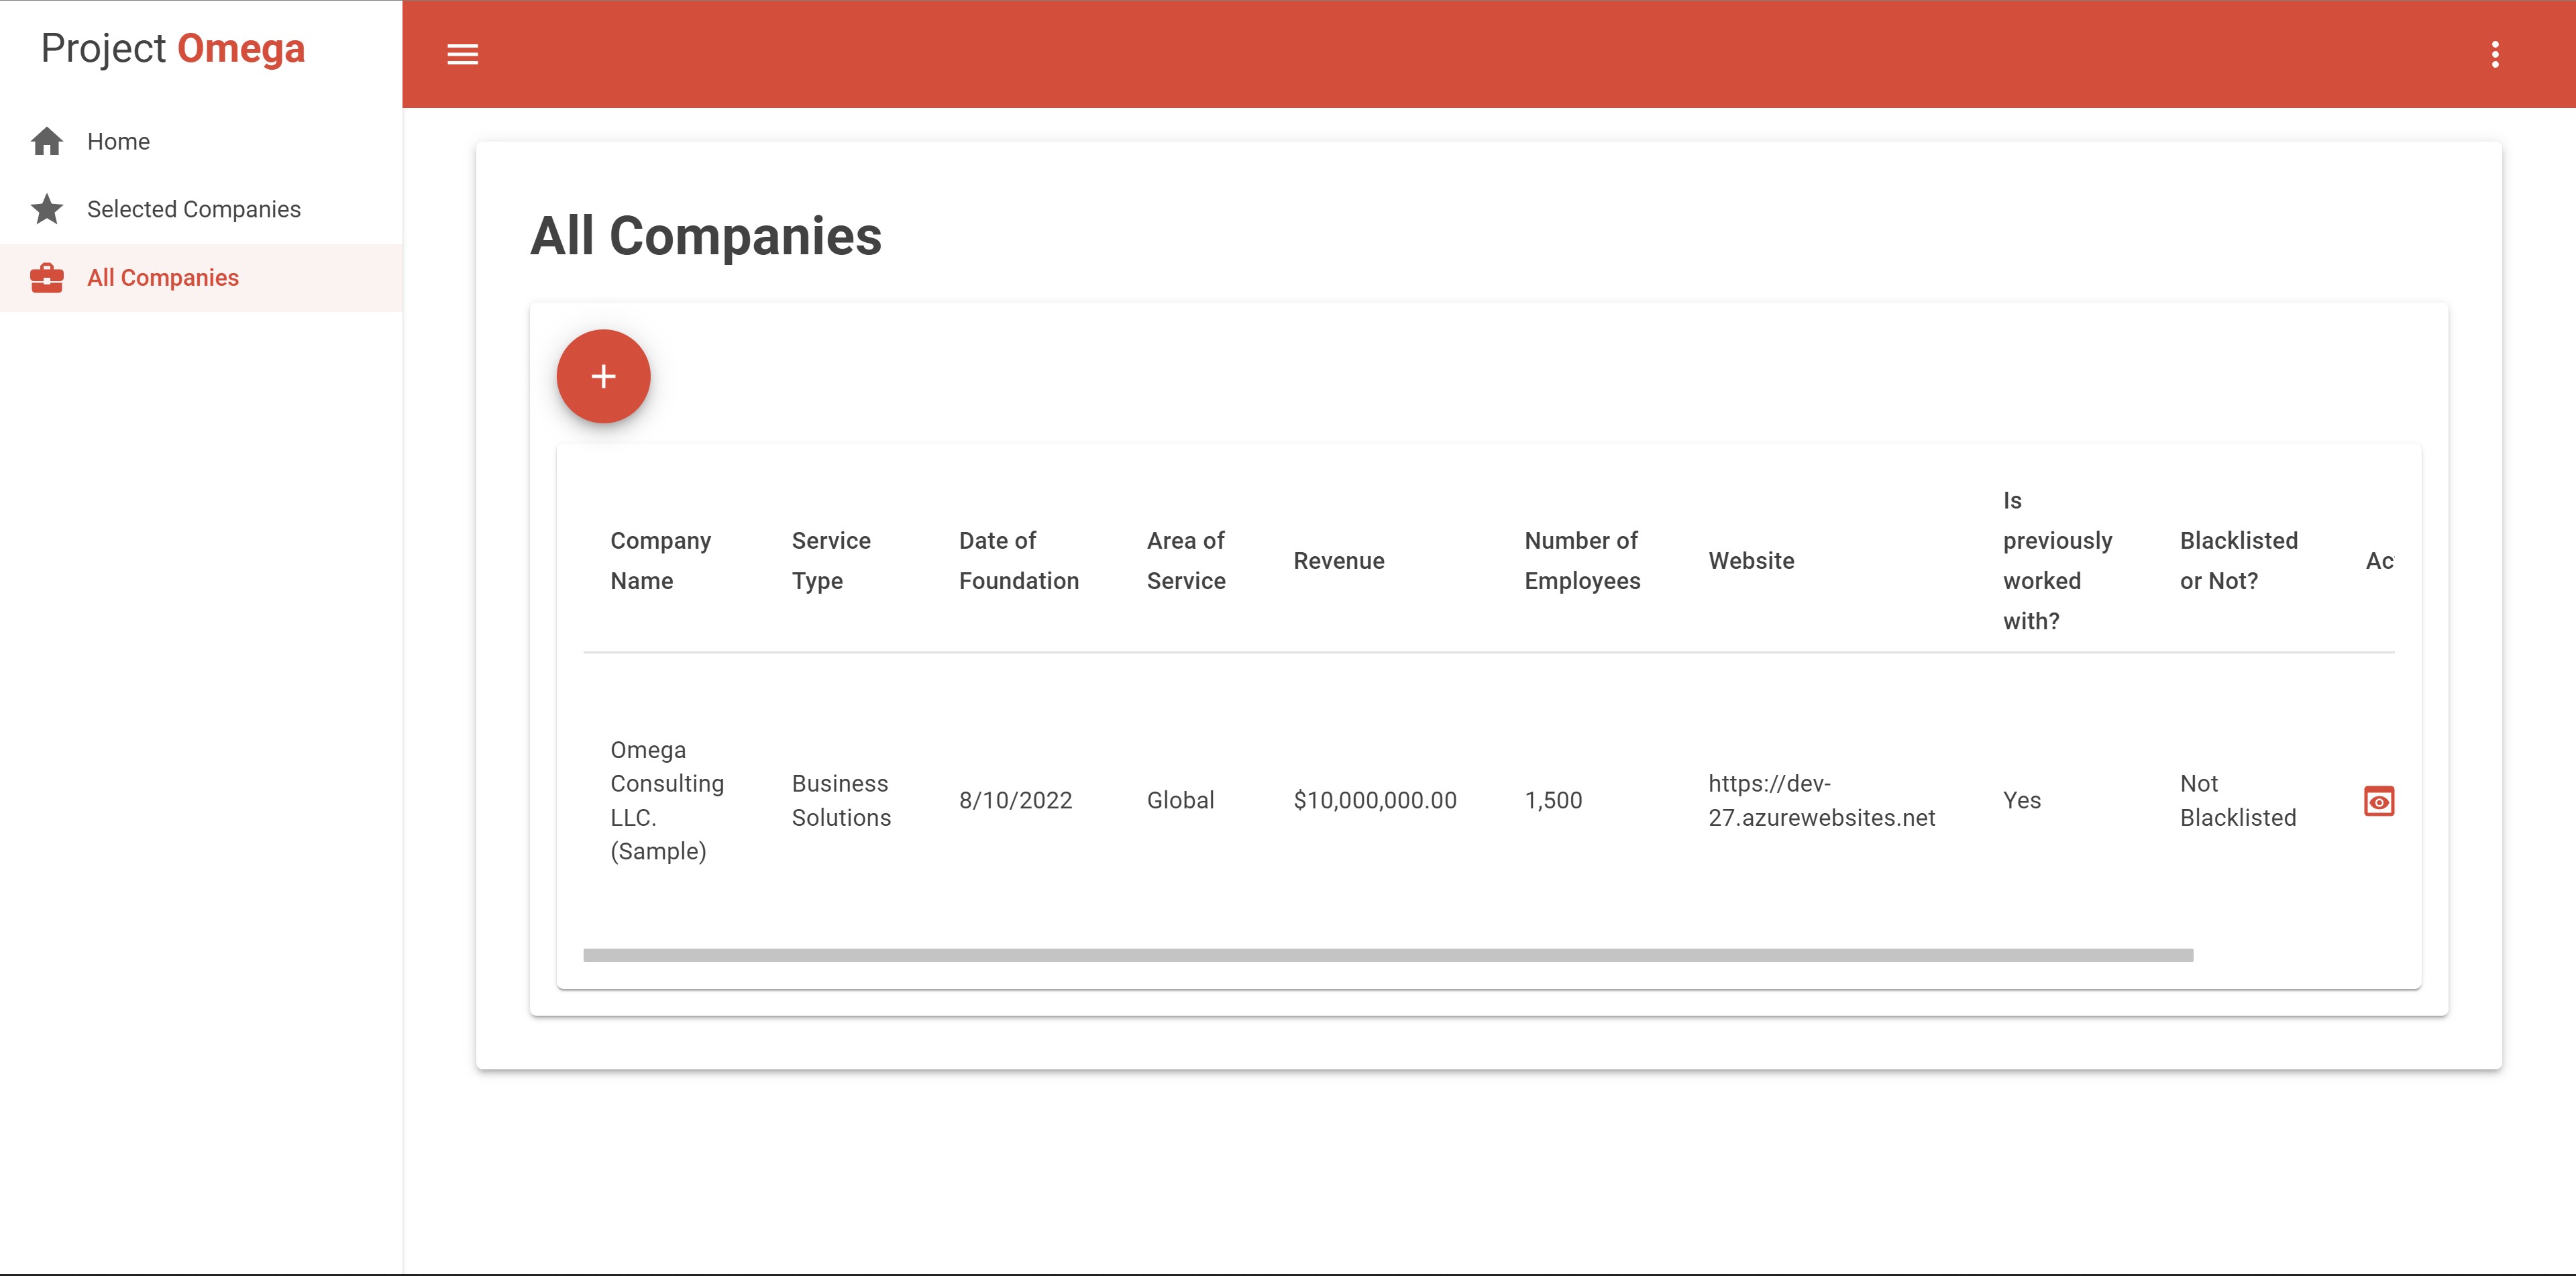 Project Omega
Home
Selected Companies
All Companies
All Companies
Company
Name
Service
Type
Date of
Foundation
Area of
Service
Revenue
Number of
Employees
Website
Is
previously
worked
with?
Blacklisted
or Not?
Ac
Omega
Consulting
LLC.
(Sample)
Business
Solutions
8/10/2022
Global
$10,000,000.00
1,500
https://dev-
27.azurewebsites.net
Yes
Not
Blacklisted